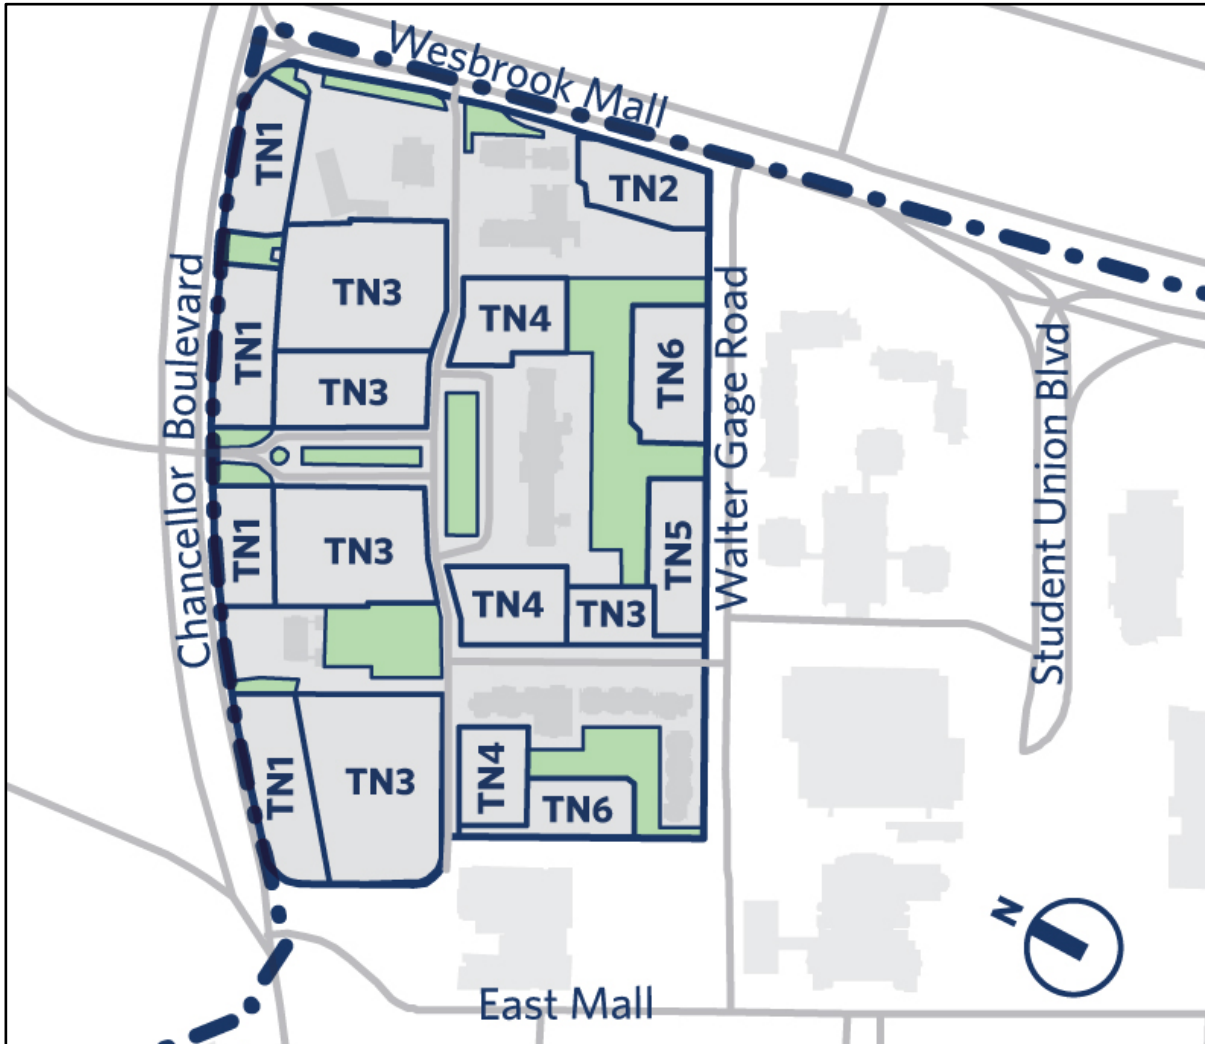 Wesbrook Mall
TN1
TN2
TN3
TN4
TN1
TN6
TN3
Chancellor Boulevard
Walter Gage Road
Student Union Blvd
TN1
TN3
TN5
TN4
TN3
TN1
TN3
TN4
TN6
N
East Mall